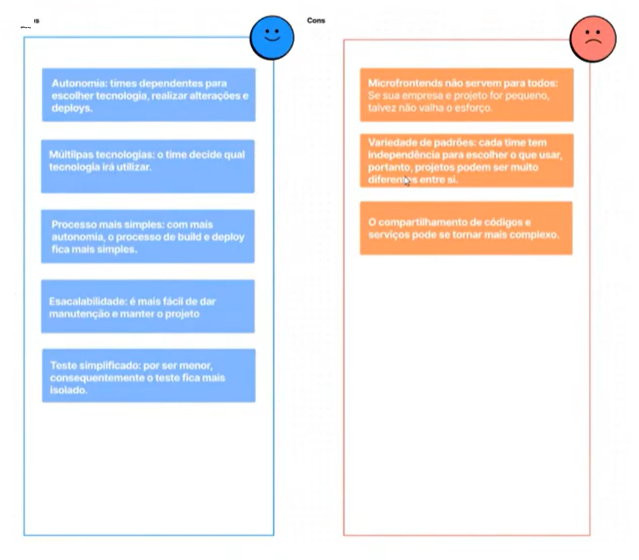 Cons
Autonomia: times dependentes para
escolher tecnologia, realizar alterações e
deploys.
Múltilpas tecnologias: o time decide qual
tecnologia irá utilizar.
Processo mais simples: com mais
autonomia, o processo de build e deploy
fica mais simples.
Esacalabilidade: é mais fácil de dar
manutenção e manter o projeto
Teste simplificado: por ser menor,
consequentemente o teste fica mais
isolado.
Microfrontends não servem para todos:
Se sua empresa e projeto for pequeno,
talvez não valha o esforço.
Variedade de padrões: cada time tem
independência para escolher o que usar,
portanto, projetos podem ser muito
diferentes entre si.
O compartilhamento de códigos e
serviços pode se tornar mais complexo.